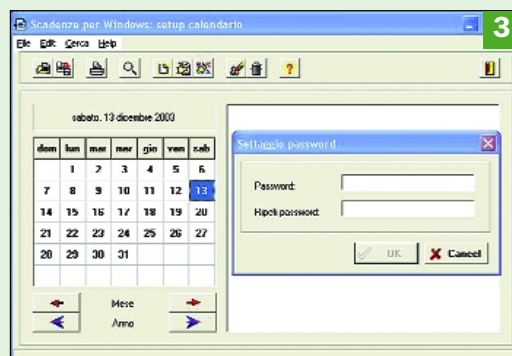 Scadenze per Windows: setup calendario
3
File Edit Cerca Help
sabato, 13 dicembre 2003
dom lun mar mer gio ven sab
1 2 3 4 5 6
7 8 9 10 11 12 13
14 15 16 17 18 19 20
21 22 23 24 25 26 27
28 29 30 31
Mese
Anno
Settaggio password
Password:
Ripeti password:
OK Cancel